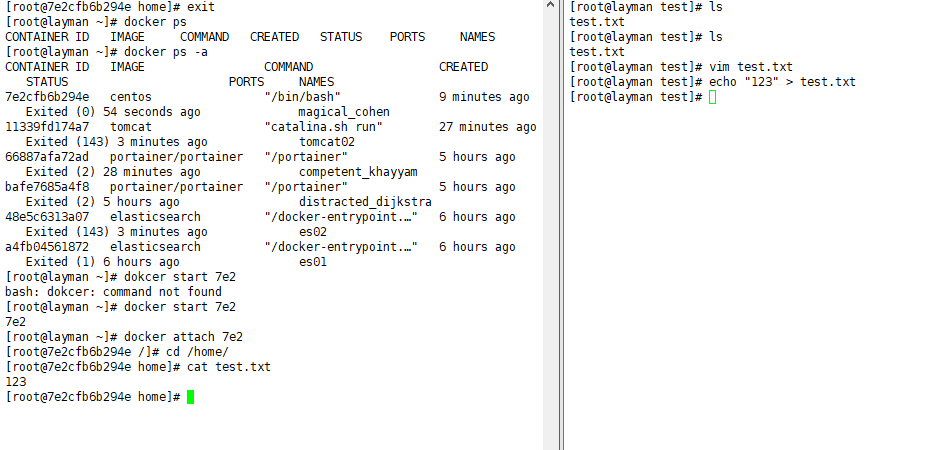 [root@7e2cfb6b294e home]# exit
[root@layman ~]# docker ps
CONTAINER ID   IMAGE     COMMAND   CREATED   STATUS    PORTS     NAMES
[root@layman ~]# docker ps -a
CONTAINER ID   IMAGE                 COMMAND                  CREATED
   STATUS                       PORTS     NAMES
7e2cfb6b294e   centos                "/bin/bash"              9 minutes ago
   Exited (0) 54 seconds ago              magical_cohen
11339fd174a7   tomcat                "catalina.sh run"        27 minutes ago
   Exited (143) 3 minutes ago             tomcat02
66887afa72ad   portainer/portainer   "/portainer"             5 hours ago
   Exited (2) 28 minutes ago              competent_khayyam
bafe7685a4f8   portainer/portainer   "/portainer"             5 hours ago
   Exited (2) 5 hours ago                 distracted_dijkstra
48e5c6313a07   elasticsearch         "/docker-entrypoint.…"   6 hours ago
   Exited (143) 3 minutes ago             es02
a4fb04561872   elasticsearch         "/docker-entrypoint.…"   6 hours ago
   Exited (1) 6 hours ago                 es01
[root@layman ~]# dokcer start 7e2
bash: dokcer: command not found
[root@layman ~]# docker start 7e2
7e2
[root@layman ~]# docker attach 7e2
[root@7e2cfb6b294e /]# cd /home/
[root@7e2cfb6b294e home]# cat test.txt
123
[root@7e2cfb6b294e home]#
[root@layman test]# ls
test.txt
[root@layman test]# ls
test.txt
[root@layman test]# vim test.txt
[root@layman test]# echo "123" > test.txt
[root@layman test]#